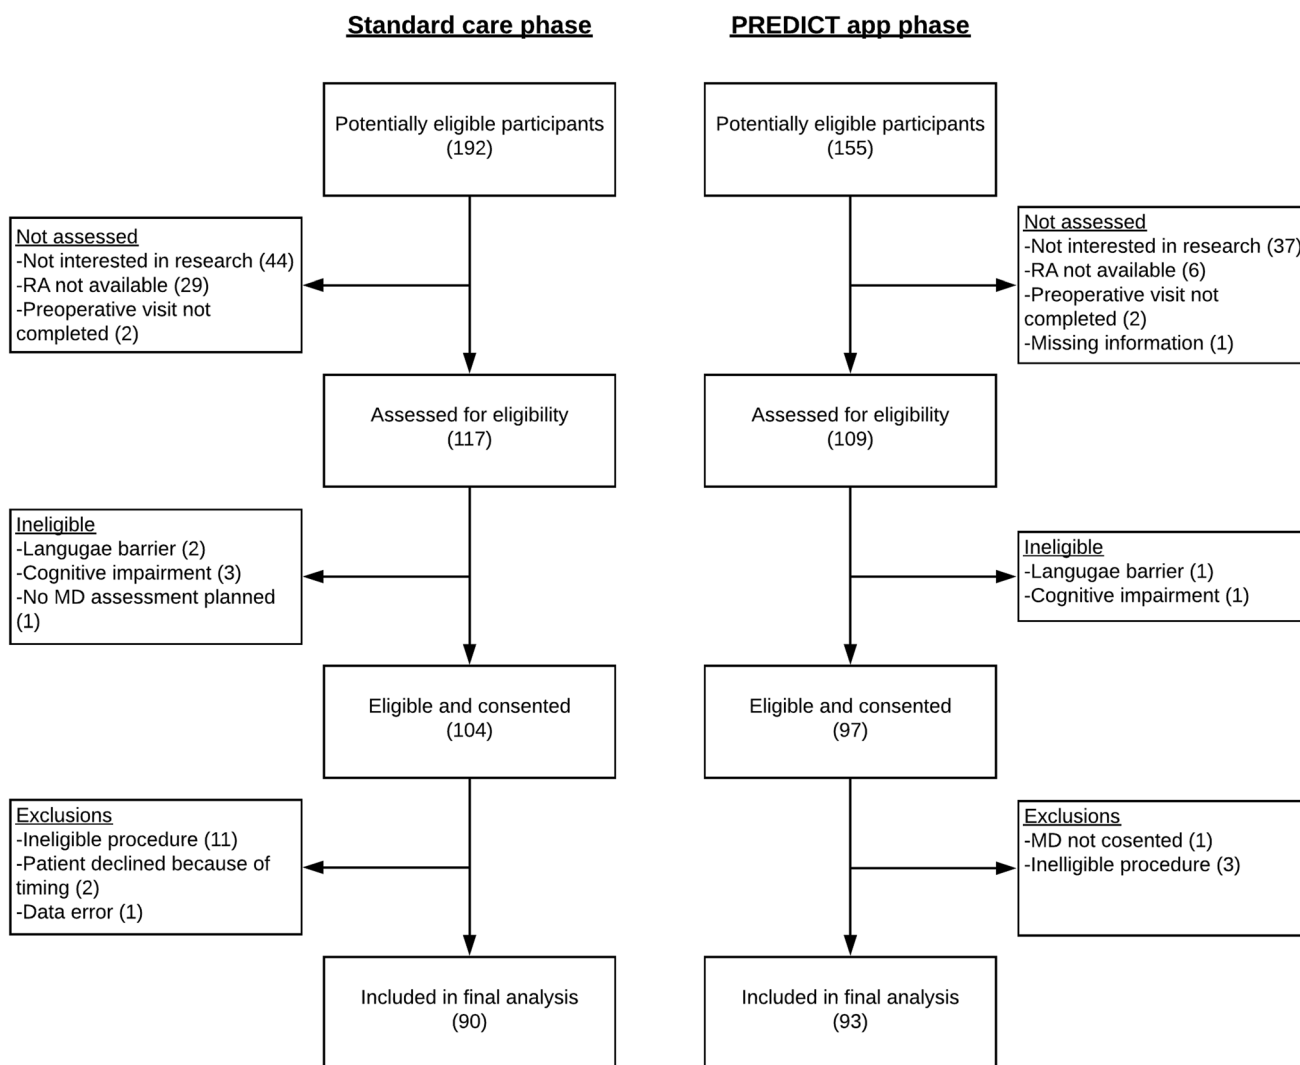 Standard care phase
PREDICT app phase
Potentially eligible participants
(192)
Potentially eligible participants
(155)
Not assessed
-Not interested in research (44)
-RA not available (29)
-Preoperative visit not
completed (2)
Not assessed
-Not interested in research (37)
-RA not available (6)
-Preoperative visit not
completed (2)
-Missing information (1)
Assessed for eligibility
(117)
Assessed for eligibility
(109)
Ineligible
-Langugae barrier (2)
-Cognitive impairment (3)
-No MD assessment planned
(1)
Ineligible
-Langugae barrier (1)
-Cognitive impairment (1)
Eligible and consented
(104)
Eligible and consented
(97)
Exclusions
-Ineligible procedure (11)
-Patient declined because of
timing (2)
-Data error (1)
Exclusions
-MD not cosented (1)
-Inelligible procedure (3)
Included in final analysis
(90)
Included in final analysis
(93)